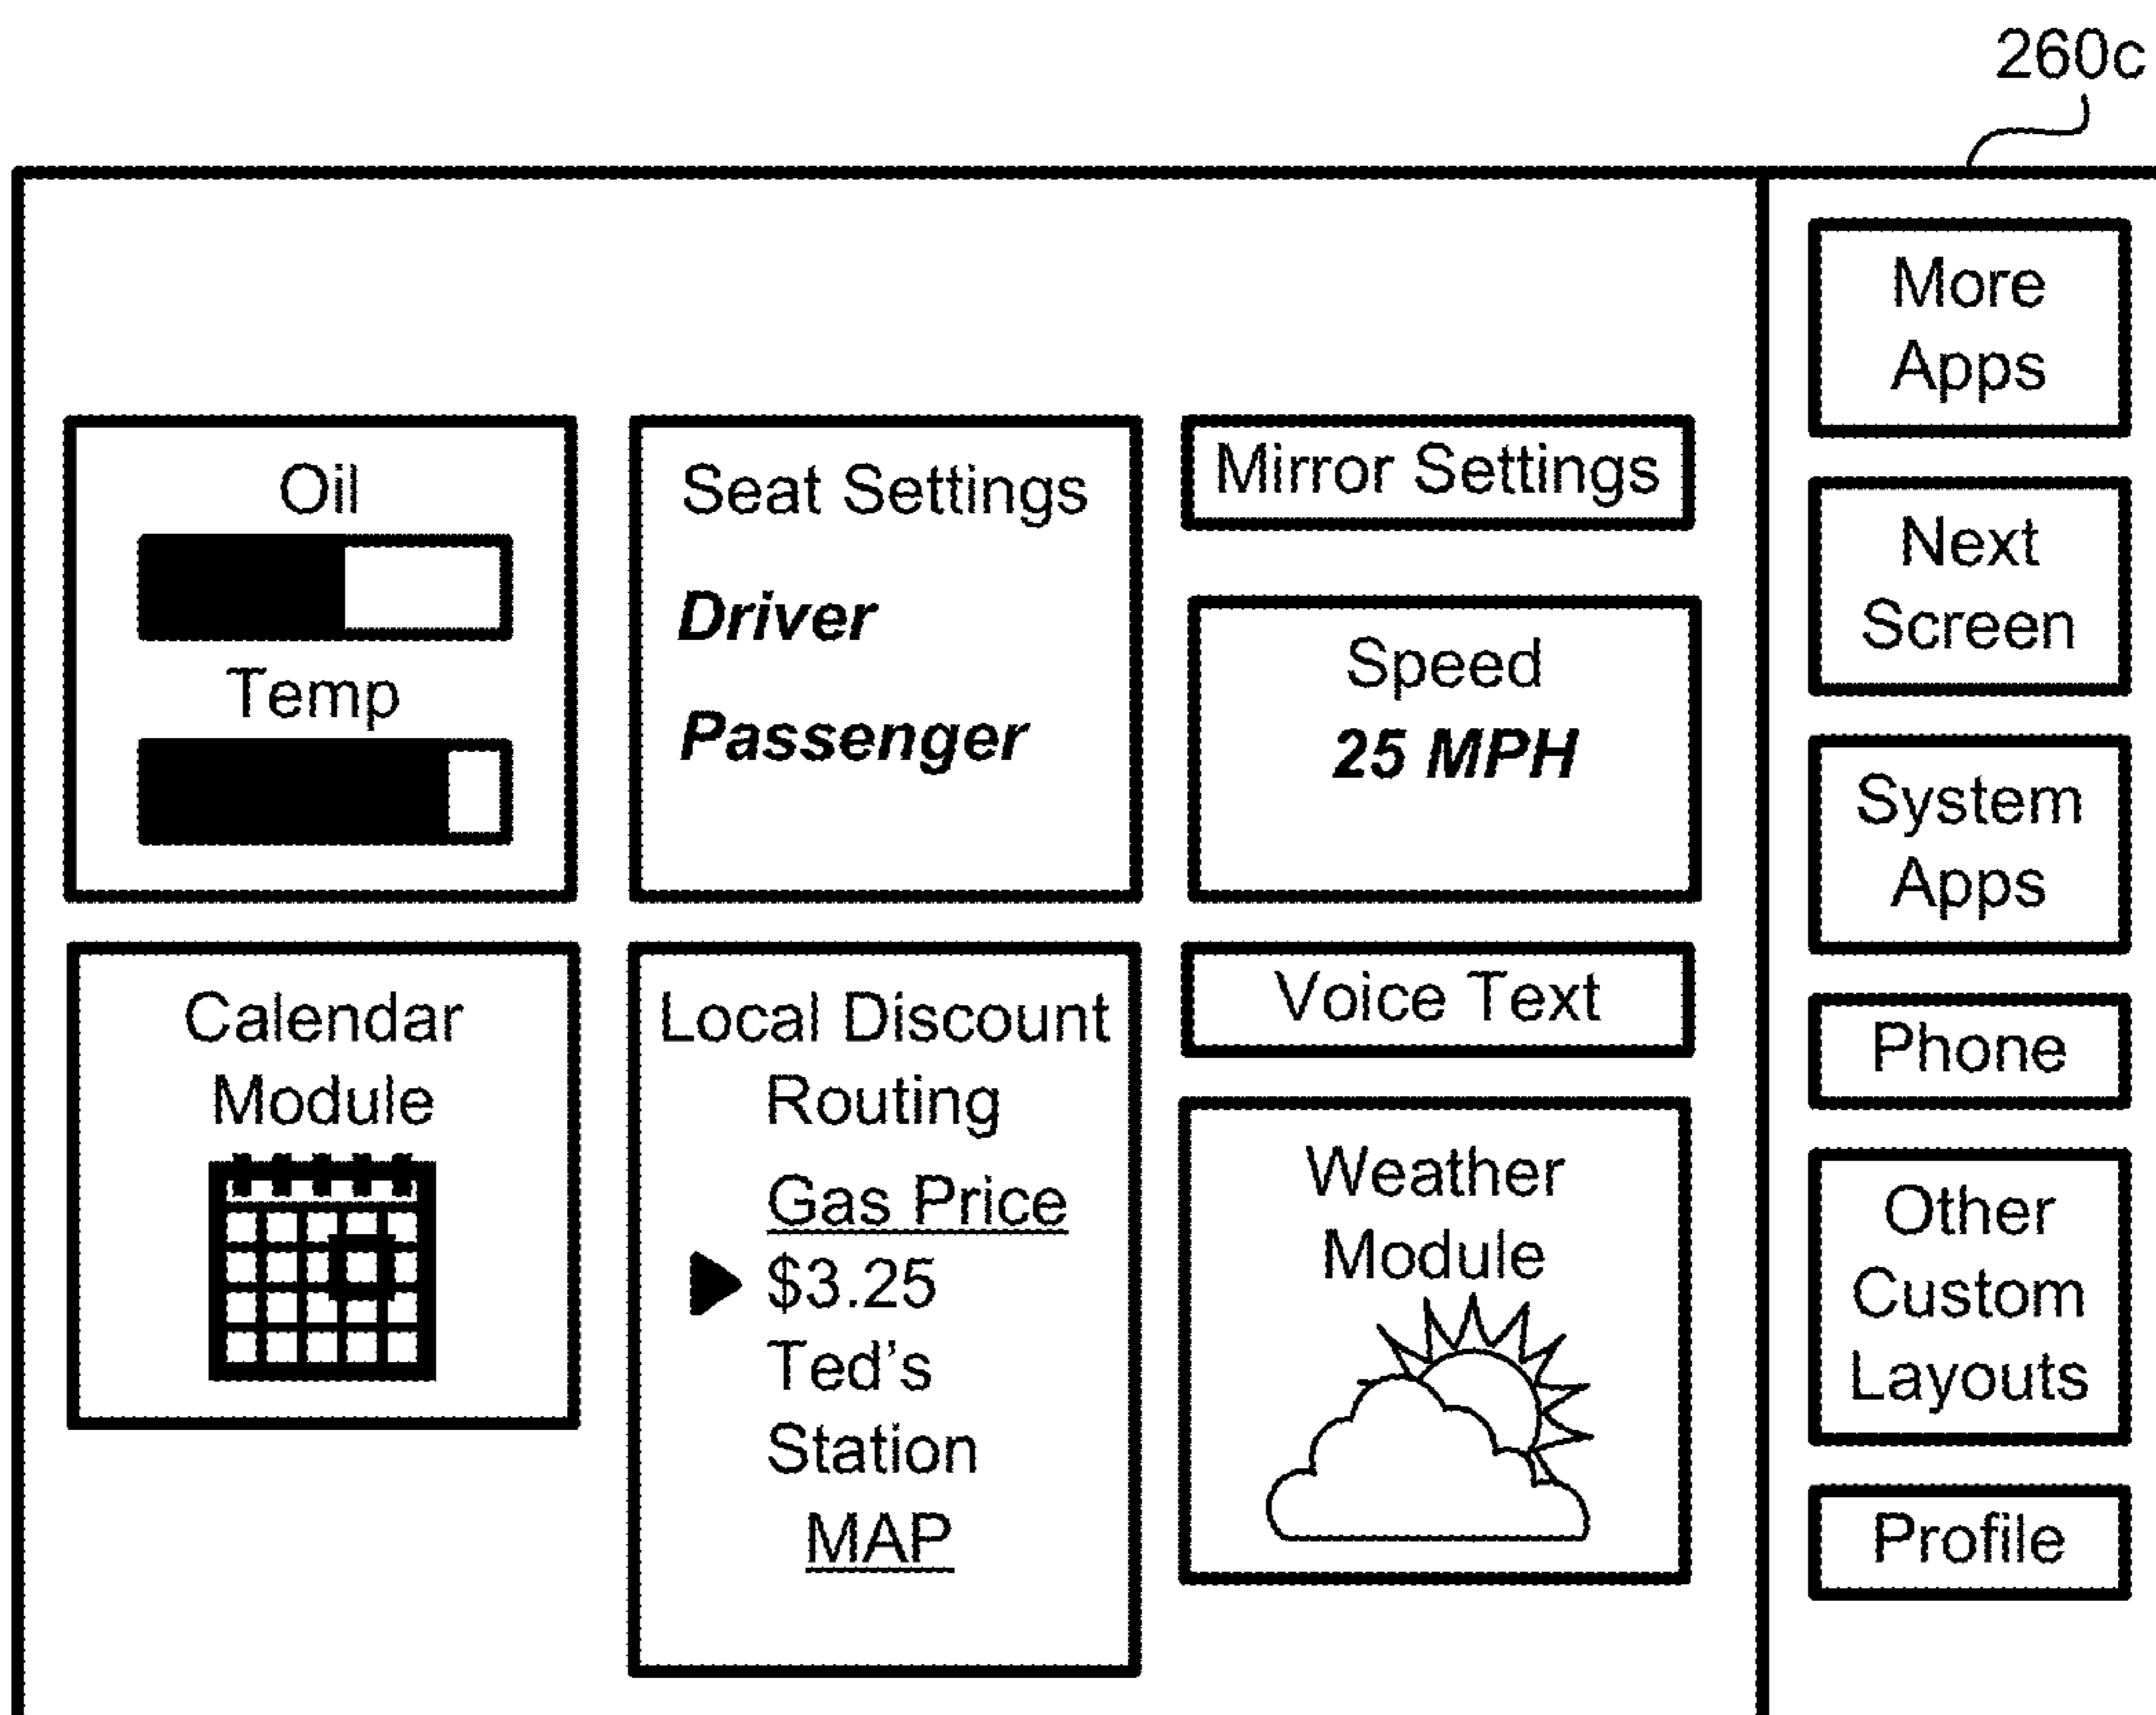 260c
Oil
Temp
Seat Settings
Driver
Passenger
Mirror Settings
Speed
25 MPH
Calendar
Module
Local Discount
Routing
Gas Price
$3.25
Ted's
Station
MAP
Voice Text
Weather
Module
More
Apps
Next
Screen
System
Apps
Phone
Other
Custom
Layouts
Profile